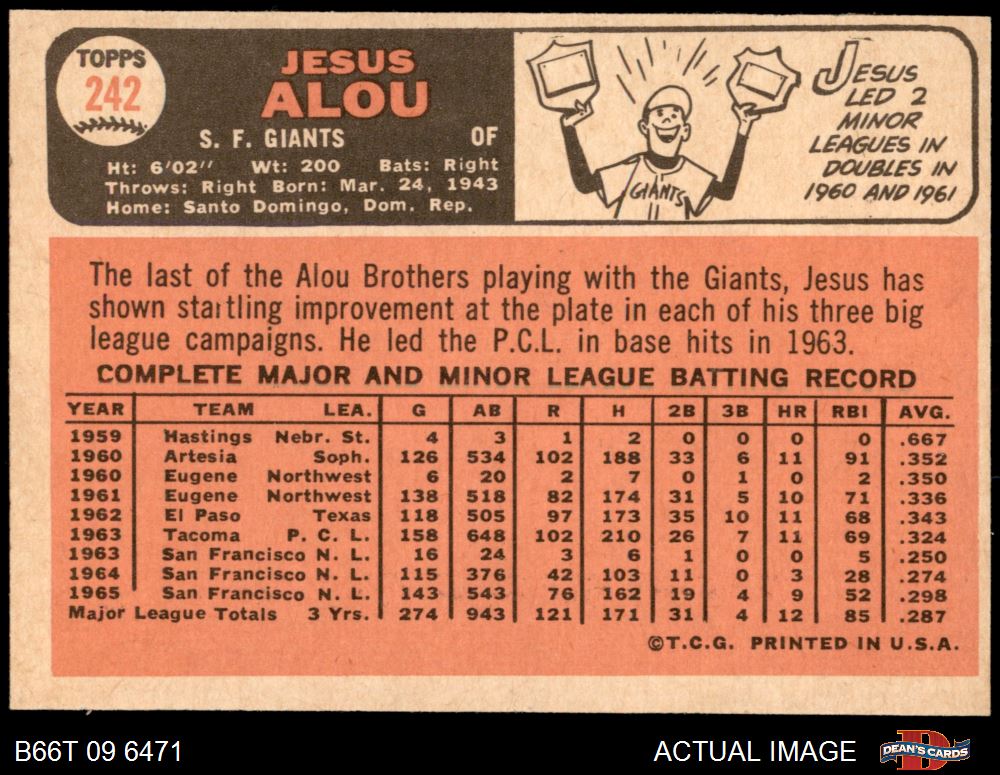 TOPPS
242
JESUS
ALOU
S. F. GIANTS OF
Ht: 6'02" Wt: 200 Bats: Right
Throws: Right Born: Mar. 24, 1943
Home: Santo Domingo, Dom. Rep.
GIANTS
JESUS
LED 2
MINOR
LEAGUES IN
DOUBLES IN
1960 AND 1961
The last of the Alou Brothers playing with the Giants, Jesus has
shown startling improvement at the plate in each of his three big
league campaigns. He led the P.C.L. in base hits in 1963.
COMPLETE MAJOR AND MINOR LEAGUE BATTING RECORD
YEAR TEAM LEA. G AB R H 2B 3B HR RBI AVG.
1959 Hastings Nebr. St. 4 3 1 2 0 0 0 0 .667
1960 Artesia Soph. 126 534 102 188 33 6 11 91 .352
1960 Eugene Northwest 6 20 2 7 0 1 0 2 .350
1961 Eugene Northwest 138 518 82 174 31 5 10 71 .336
1962 El Paso Texas 118 505 97 173 35 10 11 68 .343
1963 Tacoma P. C. L. 158 648 102 210 26 7 11 69 .324
1963 San Francisco N. L. 16 24 3 6 1 0 0 5 .250
1964 San Francisco N. L. 115 376 42 103 11 0 3 28 .274
1965 San Francisco N. L. 143 543 76 162 19 4 9 52 .298
Major League Totals 3 Yrs. 274 943 121 171 31 4 12 85 .287
©T.C.G. PRINTED IN U.S.A.
B66T 09 6471 ACTUAL IMAGE DEAN'S CARDS